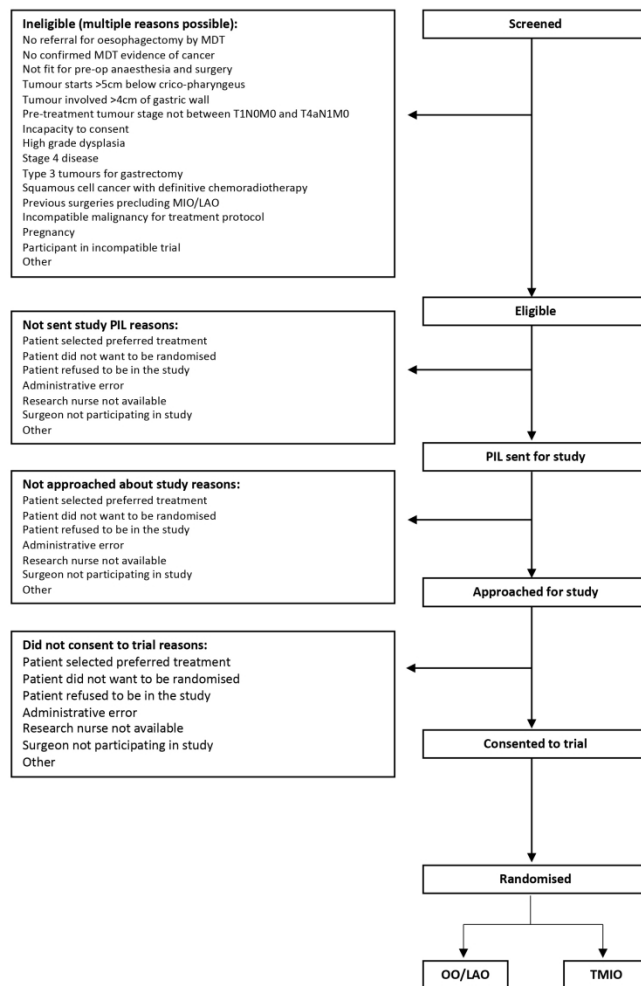 Screened
Ineligible (multiple reasons possible):
No referral for oesophagectomy by MDT
No confirmed MDT evidence of cancer
Not fit for pre-op anaesthesia and surgery
Tumour starts >5cm below crico-pharyngeus
Tumour involved >4cm of gastric wall
Pre-treatment tumour stage not between T1N0M0 and T4aN1M0
Incapacity to consent
High grade dysplasia
Stage 4 disease
Type 3 tumours for gastrectomy
Squamous cell cancer with definitive chemoradiotherapy
Previous surgeries precluding MIO/LAO
Incompatible malignancy for treatment protocol
Pregnancy
Participant in incompatible trial
Other
Eligible
Not sent study PIL reasons:
Patient selected preferred treatment
Patient did not want to be randomised
Patient refused to be in the study
Administrative error
Research nurse not available
Surgeon not participating in study
Other
PIL sent for study
Not approached about study reasons:
Patient selected preferred treatment
Patient did not want to be randomised
Patient refused to be in the study
Administrative error
Research nurse not available
Surgeon not participating in study
Other
Approached for study
Did not consent to trial reasons:
Patient selected preferred treatment
Patient did not want to be randomised
Patient refused to be in the study
Administrative error
Research nurse not available
Surgeon not participating in study
Other
Consented to trial
Randomised
OO/LAO
TMIO